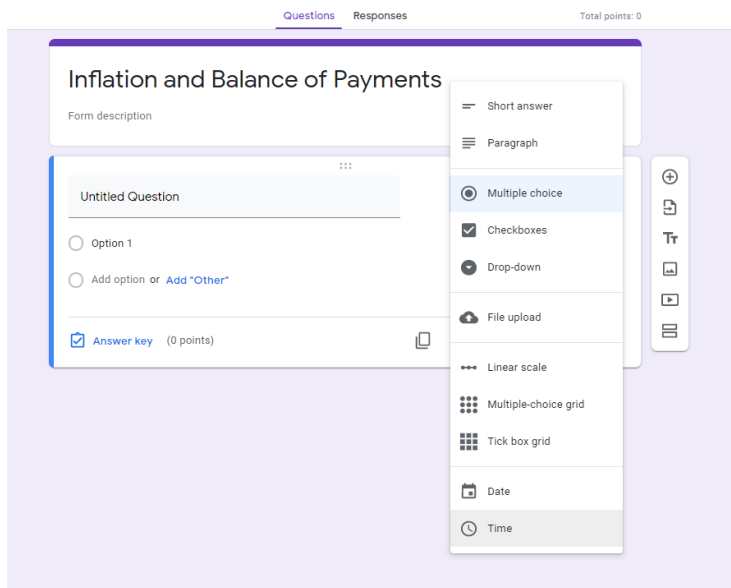 Questions Responses Total points: 0
Inflation and Balance of Payments
Form description
Untitled Question
Option 1
Add option or Add "Other"
Answer key (0 points)
Short answer
Paragraph
Multiple choice
Checkboxes
Drop-down
File upload
Linear scale
Multiple-choice grid
Tick box grid
Date
Time
Tт